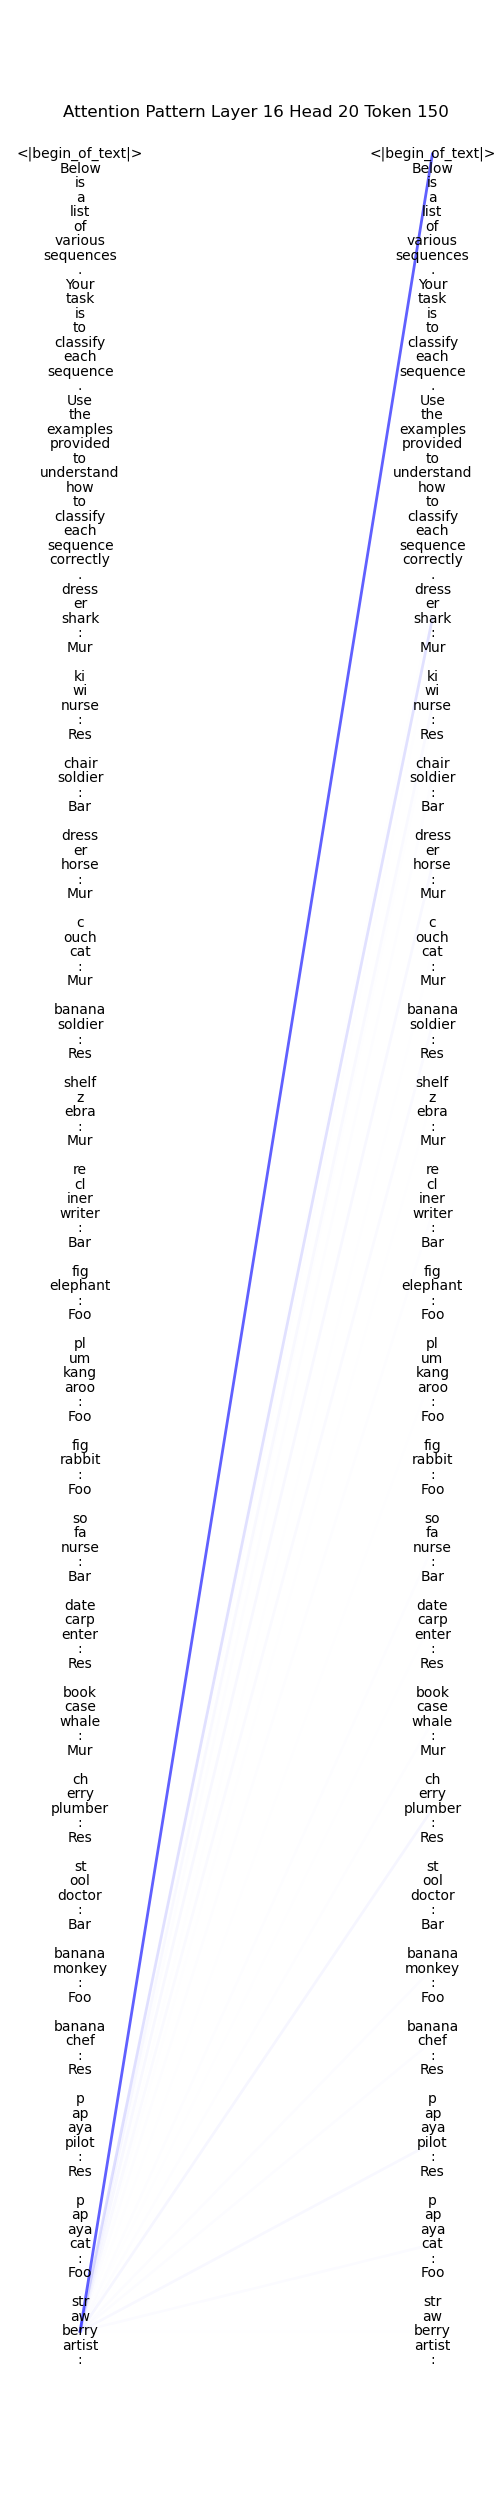 Attention Pattern Layer 16 Head 20 Token 150
<|begin_of_text|>
Below
is
a
list
of
various
sequences
.
Your
task
is
to
classify
each
sequence
.
Use
the
examples
provided
to
understand
how
to
classify
each
sequence
correctly
.
dress
er
shark
:
Mur
ki
wi
nurse
:
Res
chair
soldier
:
Bar
dress
er
horse
:
Mur
c
ouch
cat
:
Mur
banana
soldier
:
Res
shelf
z
ebra
:
Mur
re
cl
iner
writer
:
Bar
fig
elephant
:
Foo
pl
um
kang
aroo
:
Foo
fig
rabbit
:
Foo
so
fa
nurse
:
Bar
date
carp
enter
:
Res
book
case
whale
:
Mur
ch
erry
plumber
:
Res
st
ool
doctor
:
Bar
banana
monkey
:
Foo
banana
chef
:
Res
p
ap
aya
pilot
:
Res
p
ap
aya
cat
:
Foo
str
aw
berry
artist
:
<|begin_of_text|>
Below
is
a
list
of
various
sequences
.
Your
task
is
to
classify
each
sequence
.
Use
the
examples
provided
to
understand
how
to
classify
each
sequence
correctly
.
dress
er
shark
:
Mur
ki
wi
nurse
:
Res
chair
soldier
:
Bar
dress
er
horse
:
Mur
c
ouch
cat
:
Mur
banana
soldier
:
Res
shelf
z
ebra
:
Mur
re
cl
iner
writer
:
Bar
fig
elephant
:
Foo
pl
um
kang
aroo
:
Foo
fig
rabbit
:
Foo
so
fa
nurse
:
Bar
date
carp
enter
:
Res
book
case
whale
:
Mur
ch
erry
plumber
:
Res
st
ool
doctor
:
Bar
banana
monkey
:
Foo
banana
chef
:
Res
p
ap
aya
pilot
:
Res
p
ap
aya
cat
:
Foo
str
aw
berry
artist
: